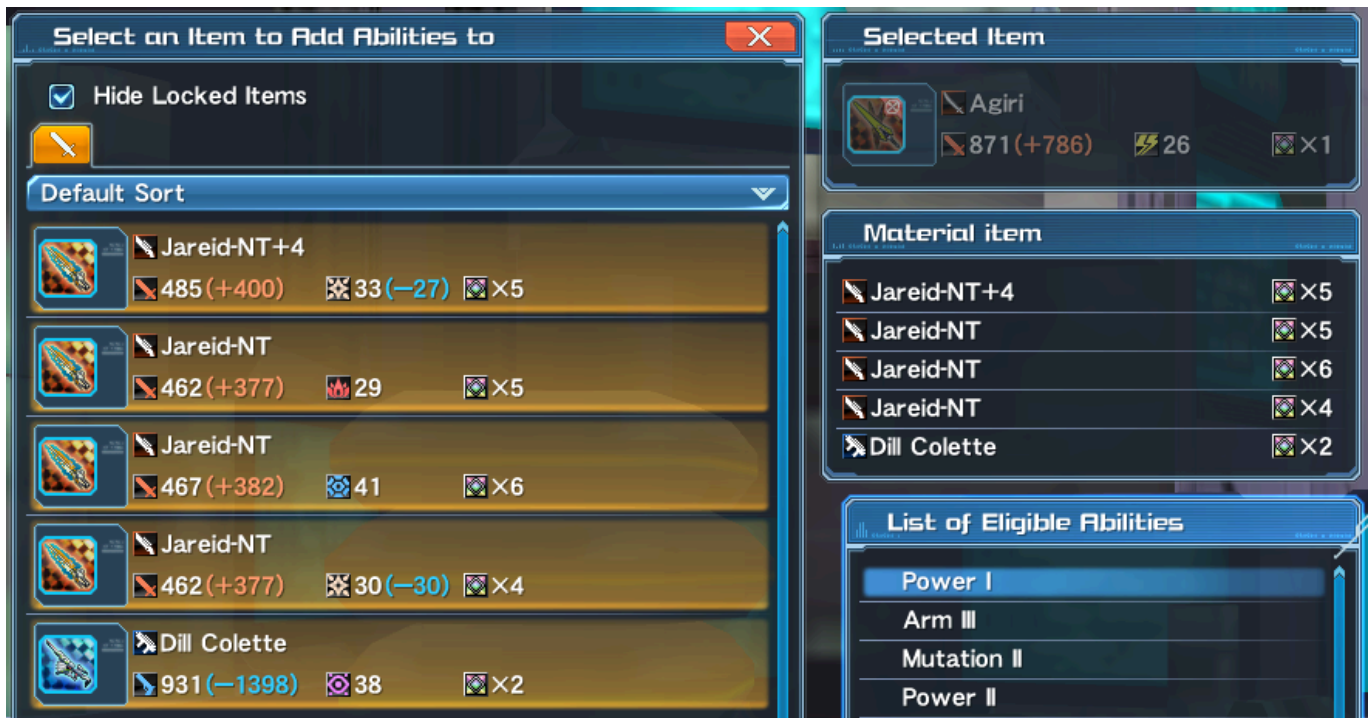 Select an Item to Add Abilities to
Hide Locked Items
Default Sort
Jareid-NT+4
485(+400) 33(−27) ×5
Jareid-NT
462(+377) 29 ×5
Jareid-NT
467(+382) 41 ×6
Jareid-NT
462(+377) 30(−30) ×4
Dill Colette
931(−1398) 38 ×2
Selected Item
Agiri
871(+786) 26 ×1
Material item
Jareid-NT+4 ×5
Jareid-NT ×5
Jareid-NT ×6
Jareid-NT ×4
Dill Colette ×2
List of Eligible Abilities
Power Ⅰ
Arm Ⅲ
Mutation Ⅱ
Power Ⅱ